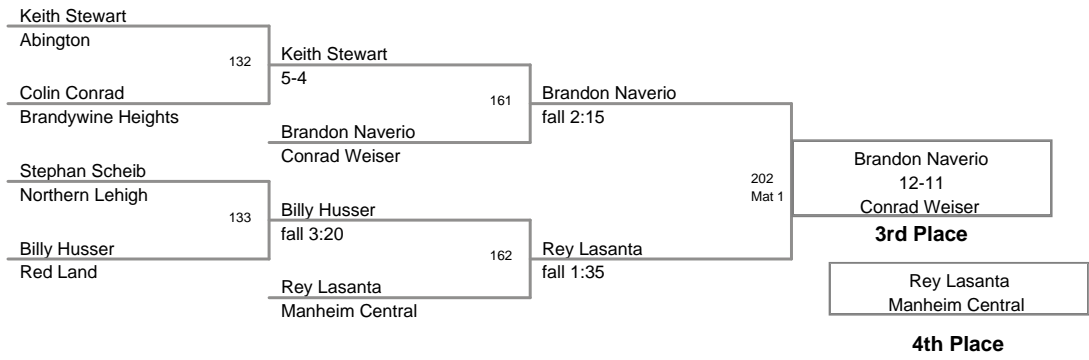 Keith Stewart
Abington
132
Keith Stewart
5-4
Colin Conrad
Brandywine Heights
161
Brandon Naverio
fall 2:15
Brandon Naverio
Conrad Weiser
Stephan Scheib
Northern Lehigh
133
Billy Husser
fall 3:20
Billy Husser
Red Land
162
Rey Lasanta
fall 1:35
Rey Lasanta
Manheim Central
202
Mat 1
Brandon Naverio
12-11
Conrad Weiser
3rd Place
Rey Lasanta
Manheim Central
4th Place